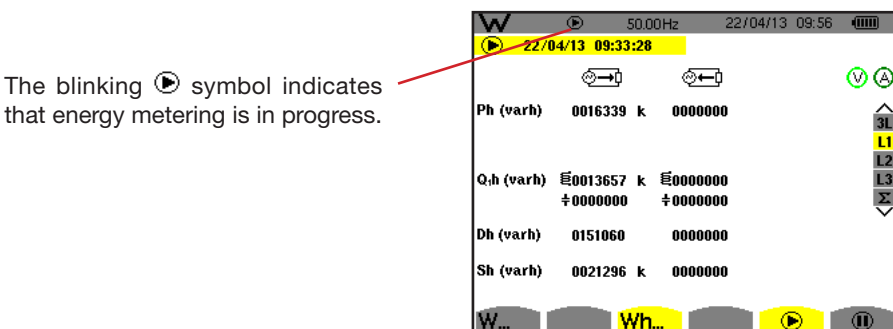 The blinking symbol indicates
that energy metering is in progress.
W 50.00Hz 22/04/13 09:56
22/04/13 09:33:28
V A
Ph (varh) 0016339 k 0000000
3L
L1
L2
L3
Σ
Q₁h (varh) 0013657 k 0000000
0000000 0000000
Dh (varh) 0151060 0000000
Sh (varh) 0021296 k 0000000
W... Wh...